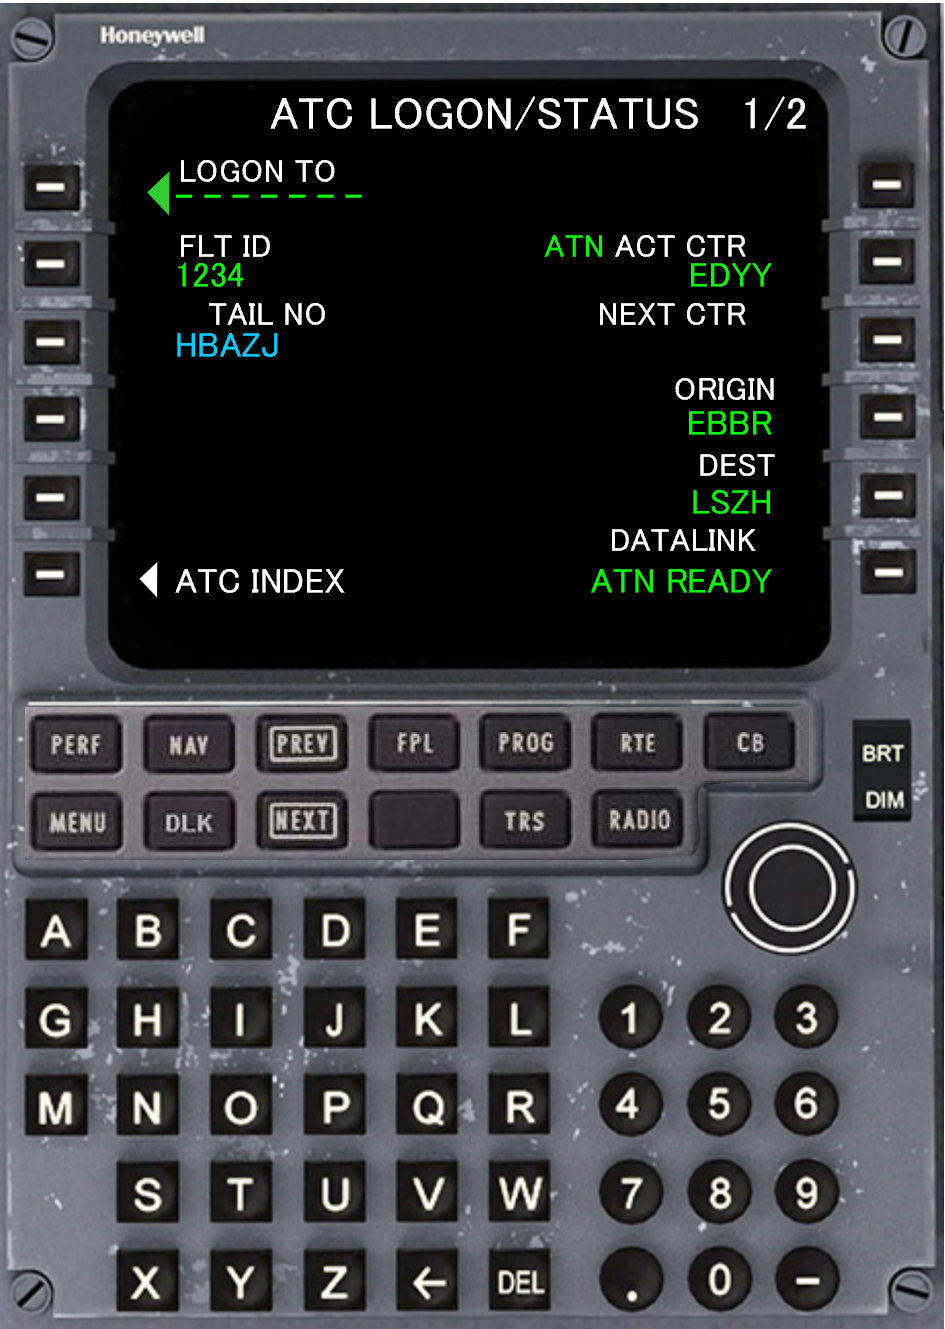 Honeywell
ATC LOGON/STATUS 1/2
LOGON TO
-------
FLT ID ATN ACT CTR
1234 EDYY
TAIL NO NEXT CTR
HBAZJ
ORIGIN
EBBR
DEST
LSZH
DATALINK
ATC INDEX ATN READY
PERF NAV PREV FPL PROG RTE CB
BRT
DIM
MENU DLK NEXT TRS RADIO
A B C D E F
G H I J K L 1 2 3
M N O P Q R 4 5 6
S T U V W 7 8 9
X Y Z ← DEL . 0 -